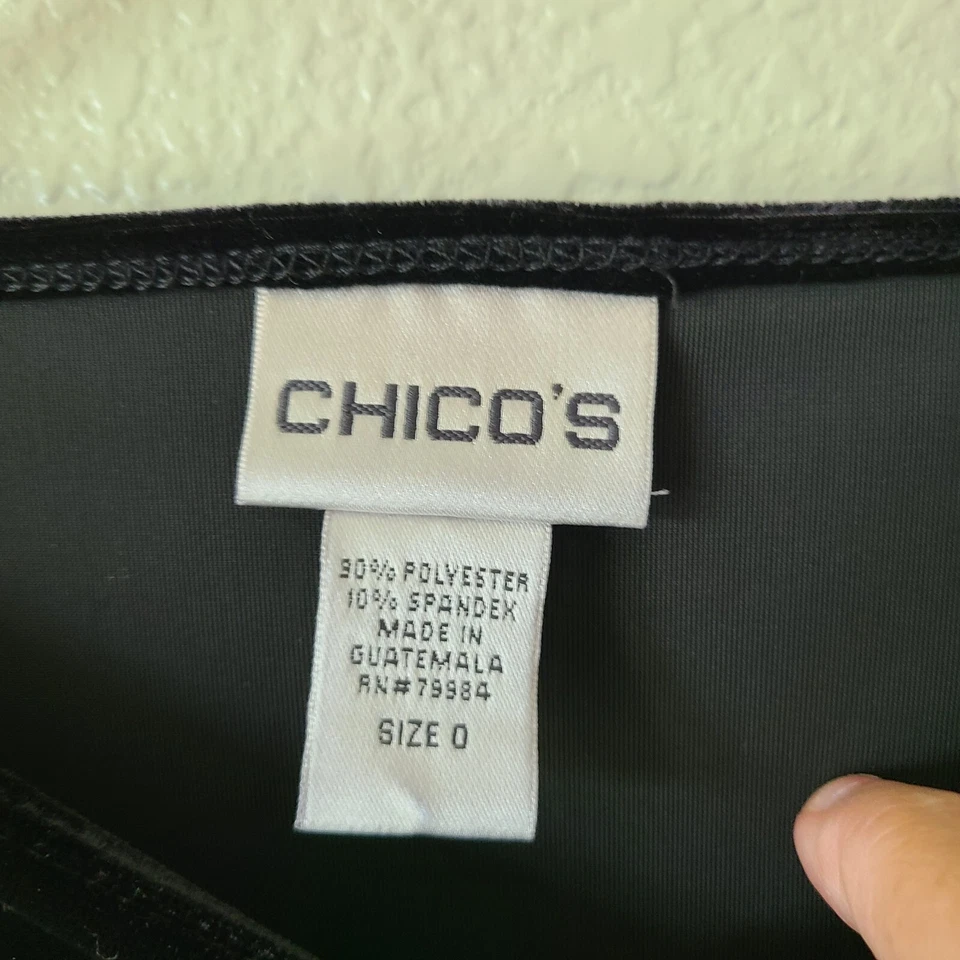 CHICO'S
90% POLYESTER
10% SPANDEX
MADE IN
GUATEMALA
RN#79984
SIZE 0